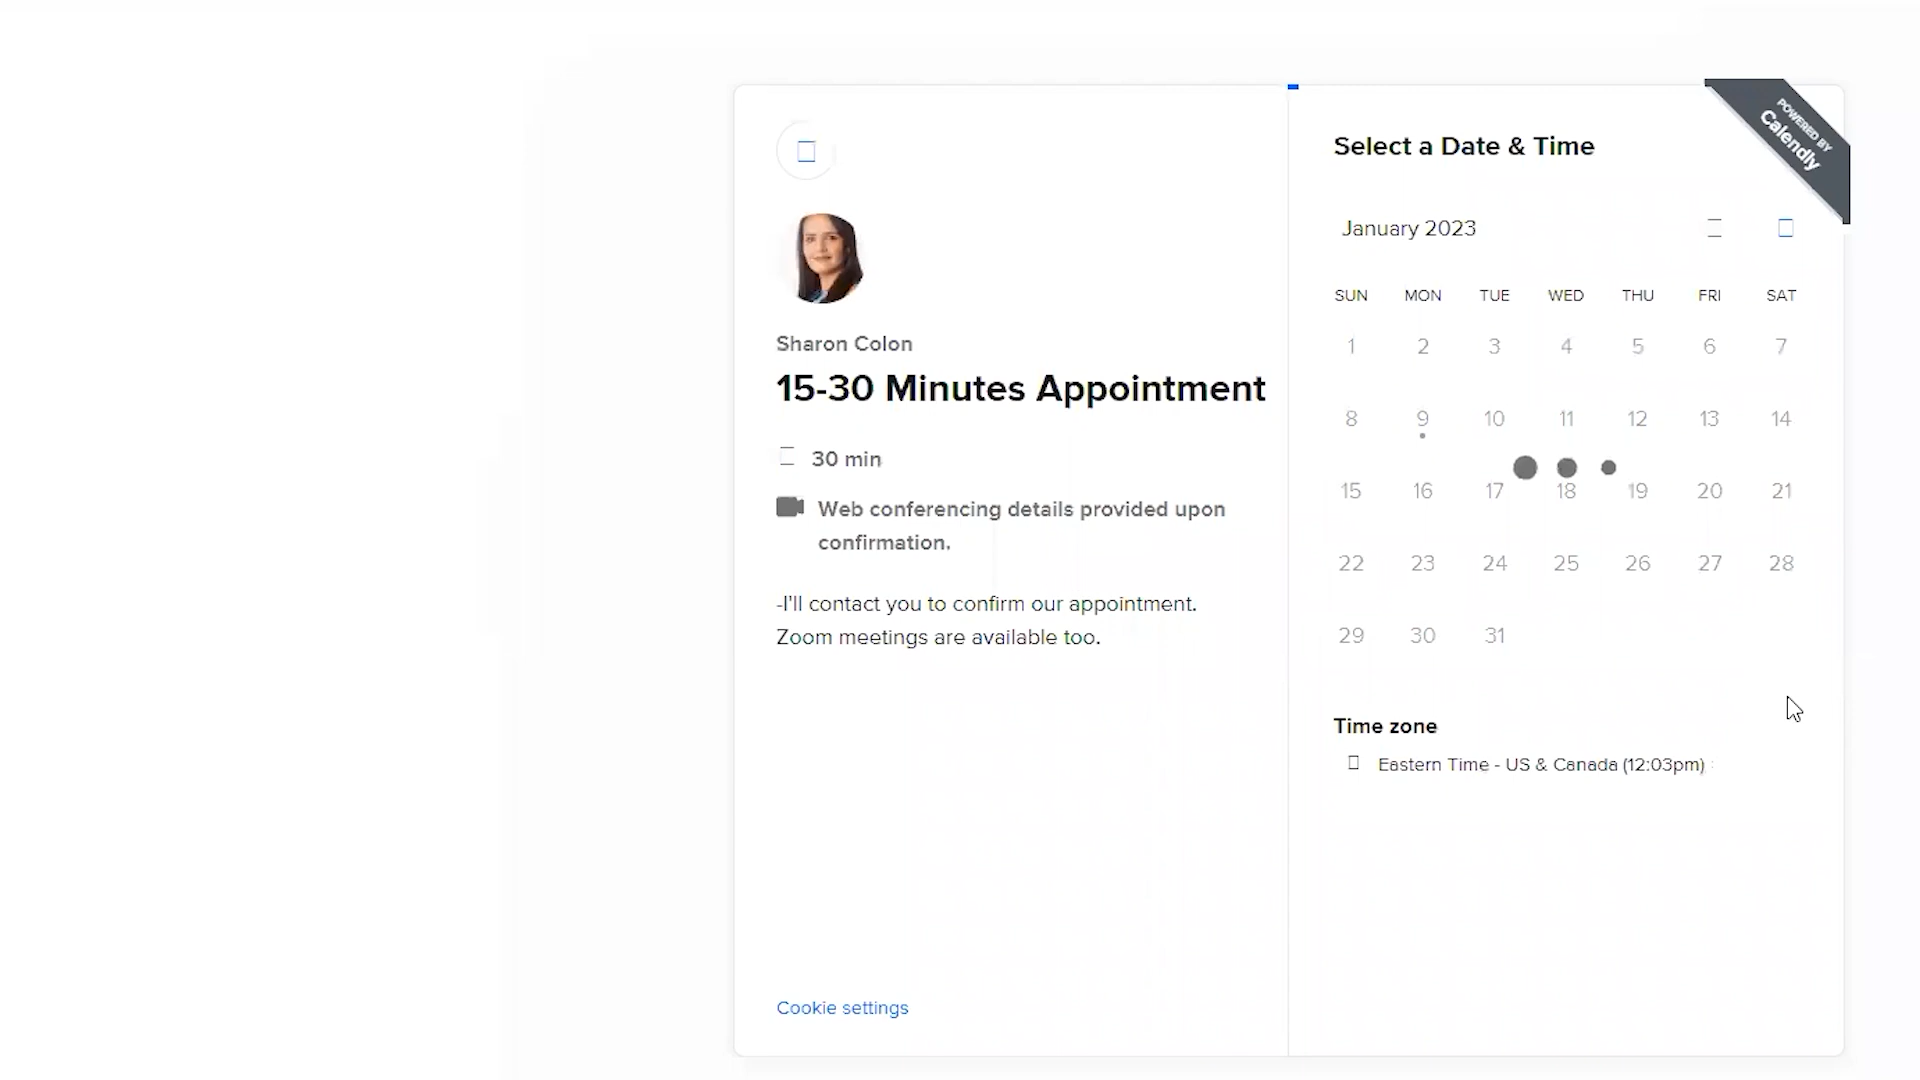 POWERED BY
Calendly
Sharon Colon
15-30 Minutes Appointment
30 min
Web conferencing details provided upon
confirmation.
-I'll contact you to confirm our appointment.
Zoom meetings are available too.
Cookie settings
Select a Date & Time
January 2023
SUN MON TUE WED THU FRI SAT
1 2 3 4 5 6 7
8 9 10 11 12 13 14
15 16 17 18 19 20 21
22 23 24 25 26 27 28
29 30 31
Time zone
Eastern Time - US & Canada (12:03pm)